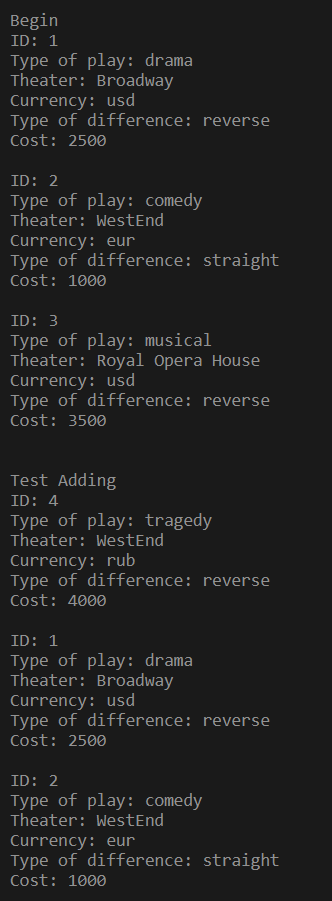 Begin
ID: 1
Type of play: drama
Theater: Broadway
Currency: usd
Type of difference: reverse
Cost: 2500

ID: 2
Type of play: comedy
Theater: WestEnd
Currency: eur
Type of difference: straight
Cost: 1000

ID: 3
Type of play: musical
Theater: Royal Opera House
Currency: usd
Type of difference: reverse
Cost: 3500

Test Adding
ID: 4
Type of play: tragedy
Theater: WestEnd
Currency: rub
Type of difference: reverse
Cost: 4000

ID: 1
Type of play: drama
Theater: Broadway
Currency: usd
Type of difference: reverse
Cost: 2500

ID: 2
Type of play: comedy
Theater: WestEnd
Currency: eur
Type of difference: straight
Cost: 1000